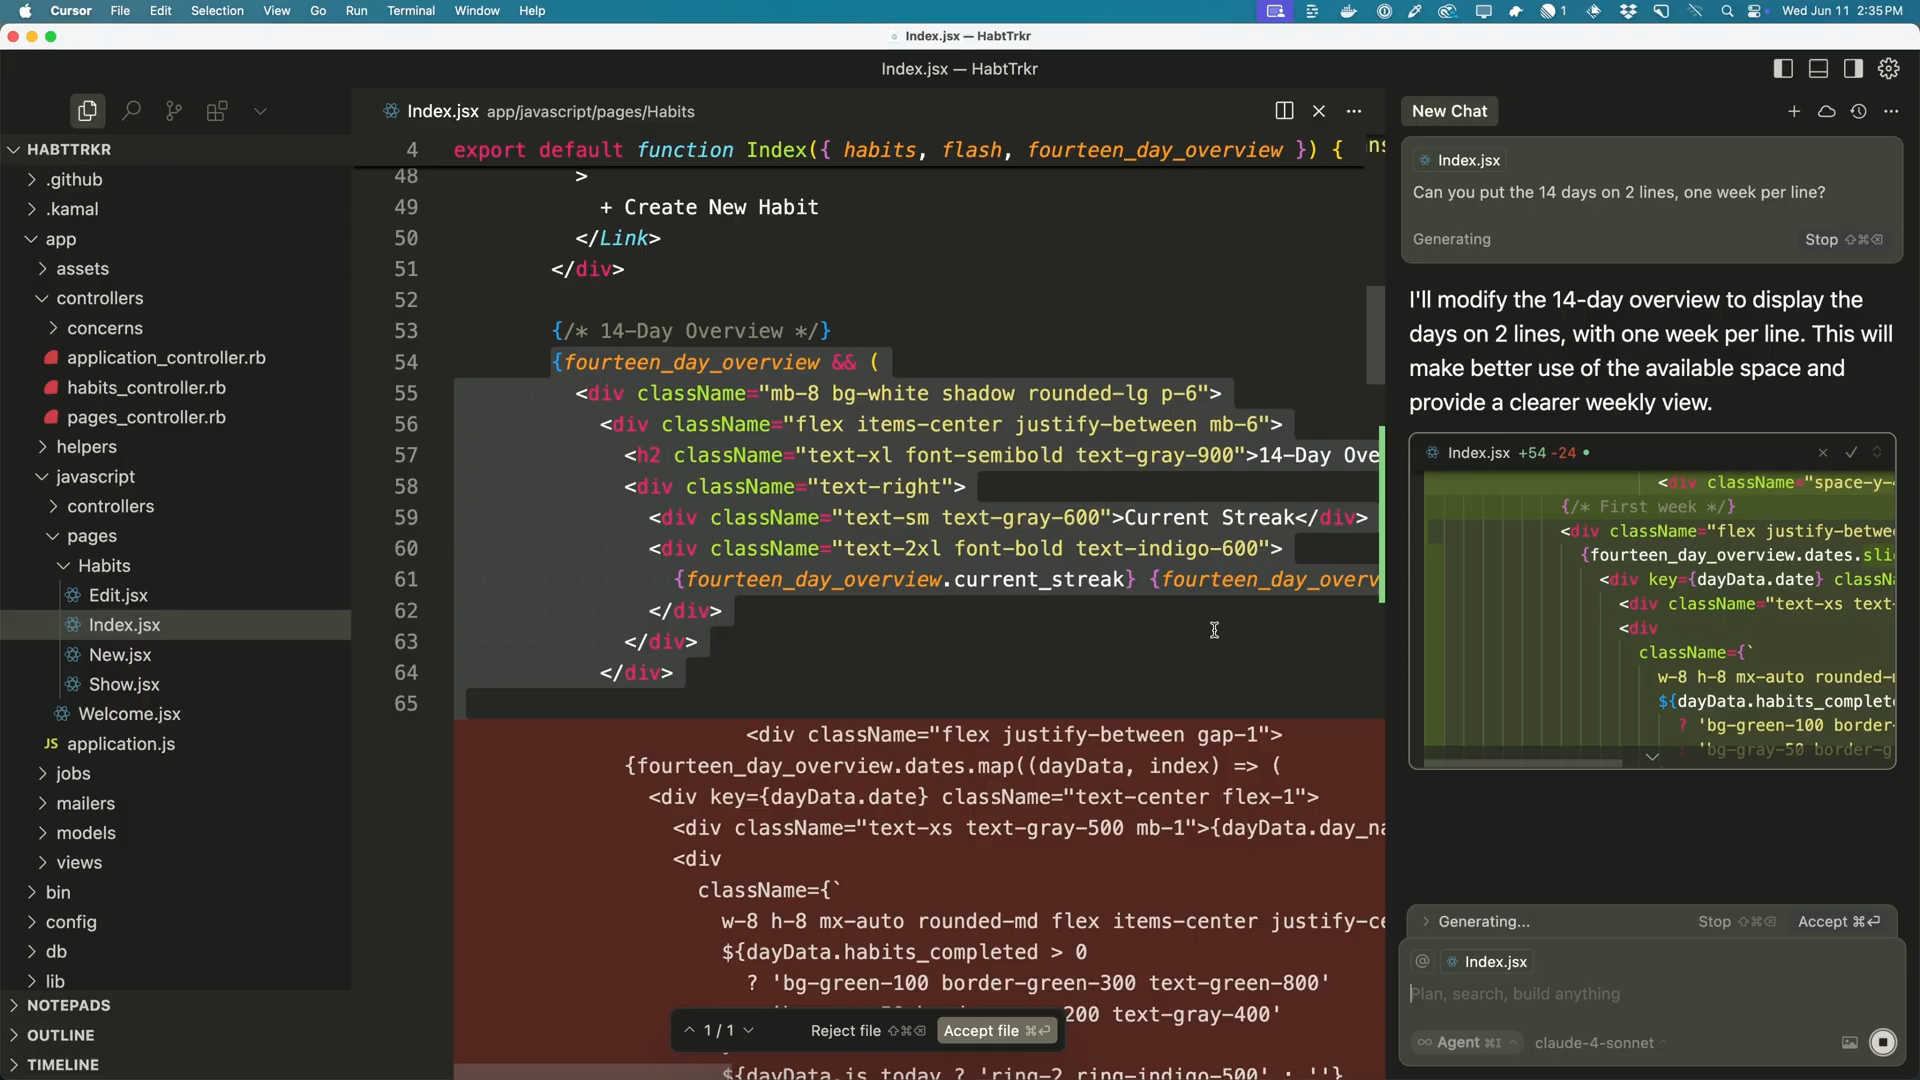 Cursor File Edit Selection View Go Run Terminal Window Help
1 Wed Jun 11 2:35 PM
Index.jsx — HabtTrkr
Index.jsx — HabtTrkr
HABTTRKR
.github
.kamal
app
assets
controllers
concerns
application_controller.rb
habits_controller.rb
pages_controller.rb
helpers
javascript
controllers
pages
Habits
Edit.jsx
Index.jsx
New.jsx
Show.jsx
Welcome.jsx
JS application.js
jobs
mailers
models
views
bin
config
db
lib
NOTEPADS
OUTLINE
TIMELINE
Index.jsx app/javascript/pages/Habits
4 export default function Index({ habits, flash, fourteen_day_overview }) {
48 >
49 + Create New Habit
50 </Link>
51 </div>
52
53 {/* 14-Day Overview */}
54 {fourteen_day_overview && (
55 <div className="mb-8 bg-white shadow rounded-lg p-6">
56 <div className="flex items-center justify-between mb-6">
57 <h2 className="text-xl font-semibold text-gray-900">14-Day Ove
58 <div className="text-right">
59 <div className="text-sm text-gray-600">Current Streak</div>
60 <div className="text-2xl font-bold text-indigo-600">
61 {fourteen_day_overview.current_streak} {fourteen_day_overv
62 </div>
63 </div>
64 </div>
65
<div className="flex justify-between gap-1">
{fourteen_day_overview.dates.map((dayData, index) => (
<div key={dayData.date} className="text-center flex-1">
<div className="text-xs text-gray-500 mb-1">{dayData.day_na
<div
className={`
w-8 h-8 mx-auto rounded-md flex items-center justify-ce
${dayData.habits_completed > 0
? 'bg-green-100 border-green-300 text-green-800'
200 text-gray-400'
${dayData.is_today ? 'ring-2 ring-indigo-500' : ''}
1 / 1 Reject file ⇧⌘⌫ Accept file ⌘⏎
New Chat
Index.jsx
Can you put the 14 days on 2 lines, one week per line?
Generating Stop ⇧⌘⌫
I'll modify the 14-day overview to display the
days on 2 lines, with one week per line. This will
make better use of the available space and
provide a clearer weekly view.
Index.jsx +54 -24
<div className="space-y-
{/* First week */}
<div className="flex justify-betwe
{fourteen_day_overview.dates.sli
<div key={dayData.date} classNa
<div className="text-xs text-
<div
className={`
w-8 h-8 mx-auto rounded-
${dayData.habits_complet
? 'bg-green-100 border-
: 'bg-gray-50 border-g
Generating... Stop ⇧⌘⌫ Accept ⌘⏎
@ Index.jsx
Plan, search, build anything
∞ Agent ⌘I claude-4-sonnet